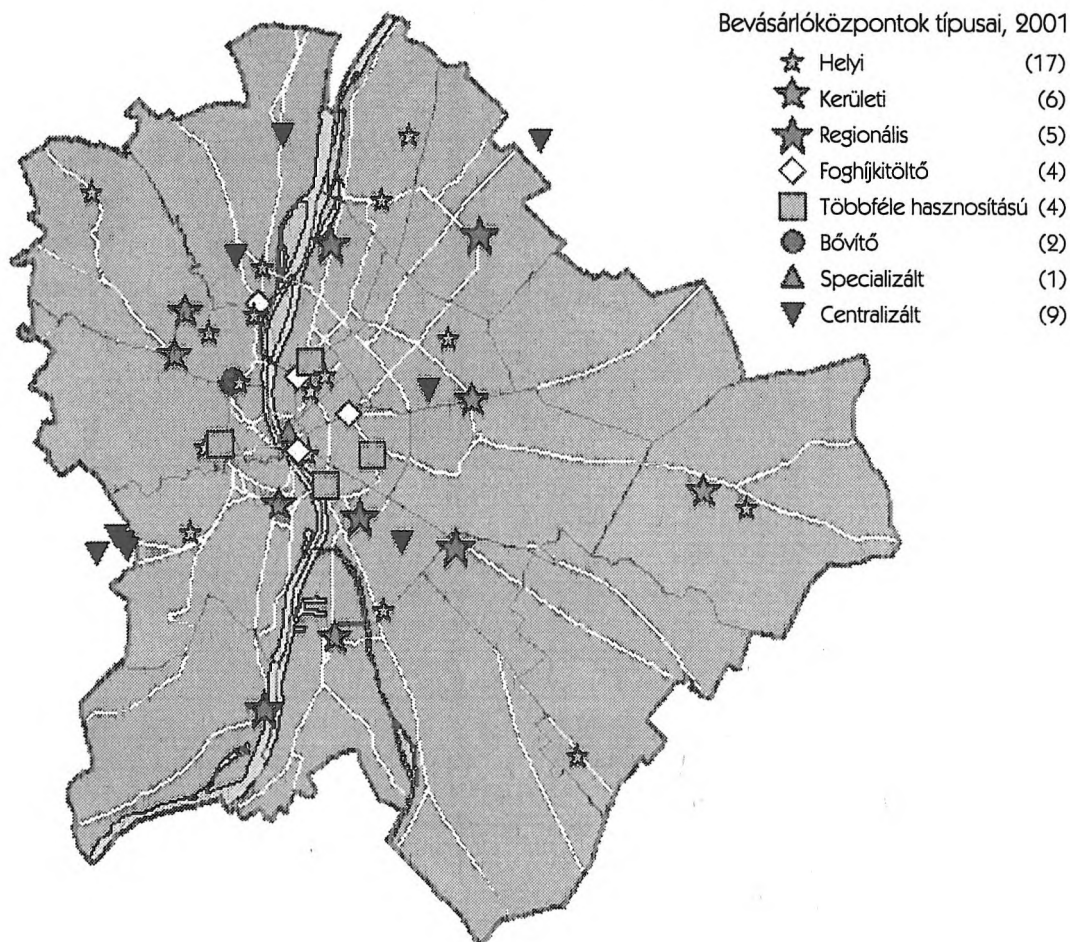 Bevásárlóközpontok típusai, 2001
Helyi (17)
Kerületi (6)
Regionális (5)
Foghíjkitöltő (4)
Többféle hasznosítású (4)
Bővítő (2)
Specializált (1)
Centralizált (9)